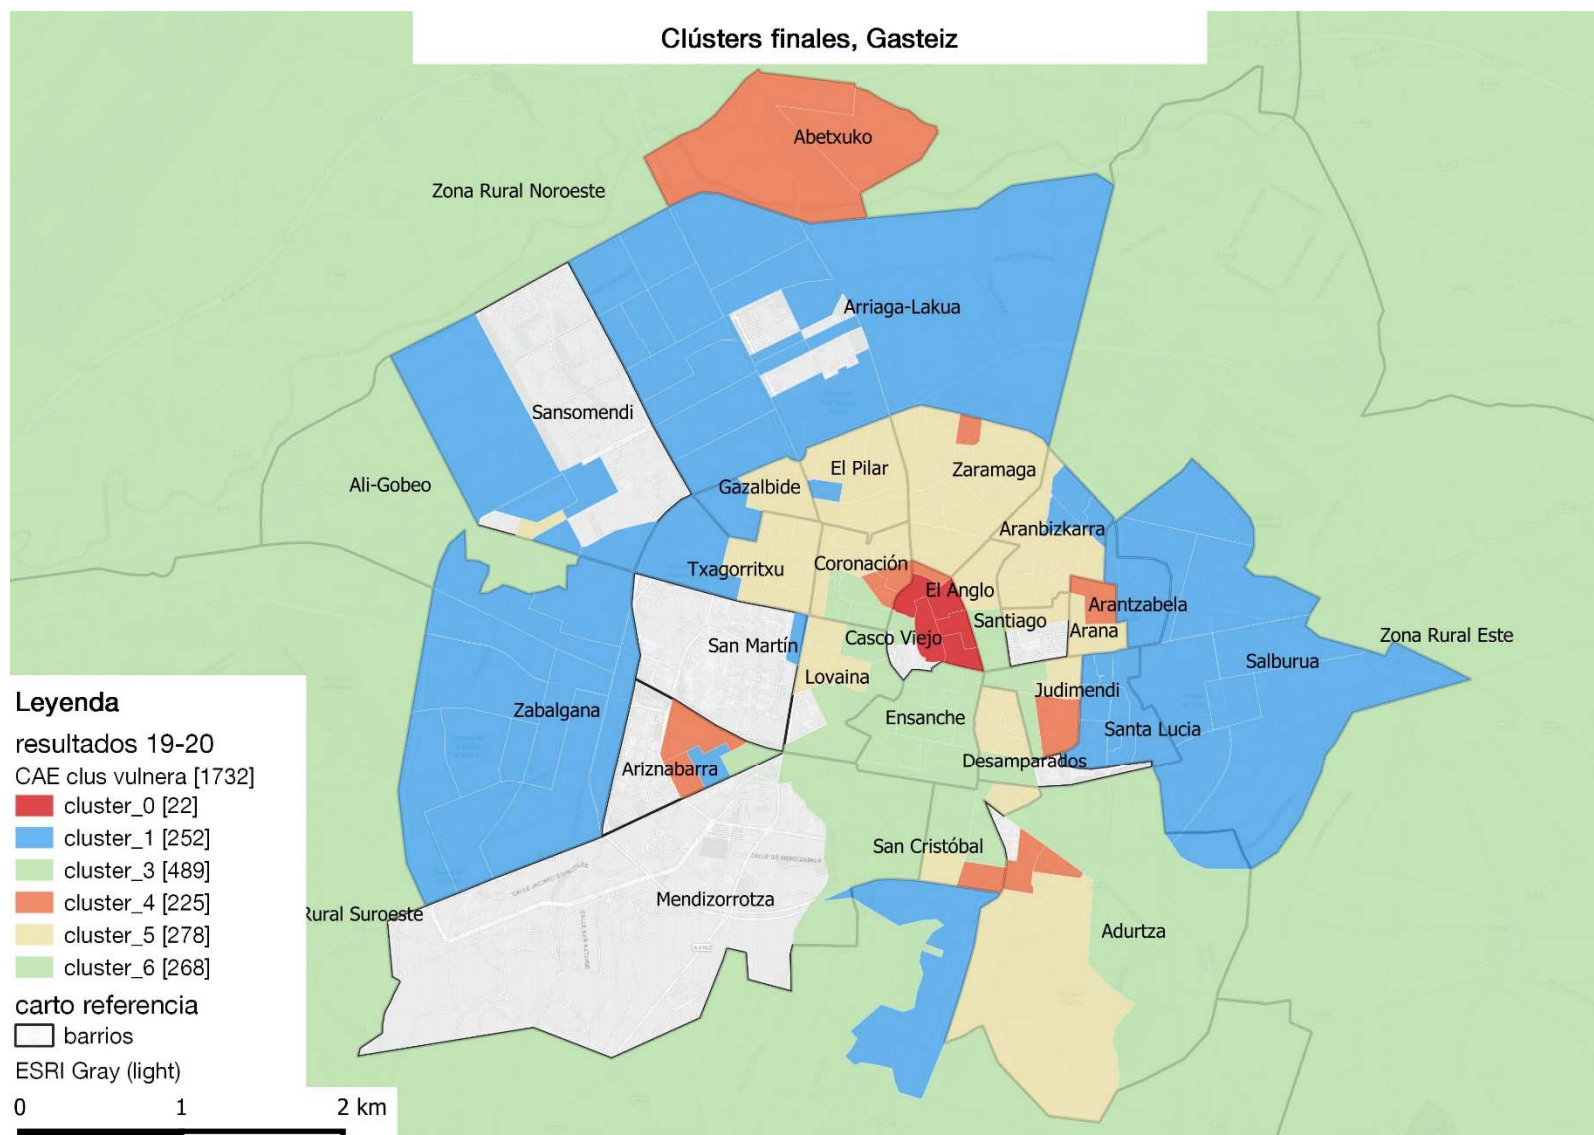 Clústers finales, Gasteiz
Abetxuko
Zona Rural Noroeste
Arriaga-Lakua
Sansomendi
Ali-Gobeo
Gazalbide
El Pilar
Zaramaga
Aranbizkarra
Txagorritxu
Coronación
El Anglo
Arantzabela
Santiago
Arana
Casco Viejo
San Martín
Zona Rural Este
Salburua
Lovaina
Judimendi
Zabalgana
Ensanche
Santa Lucia
Ariznabarra
Desamparados
San Cristóbal
CALLE DE MENDIZABALA
Mendizorrotza
Rural Suroeste
Adurtza
Leyenda
resultados 19-20
CAE clus vulnera [1732]
cluster_0 [22]
cluster_1 [252]
cluster_3 [489]
cluster_4 [225]
cluster_5 [278]
cluster_6 [268]
carto referencia
barrios
ESRI Gray (light)
0 1 2 km